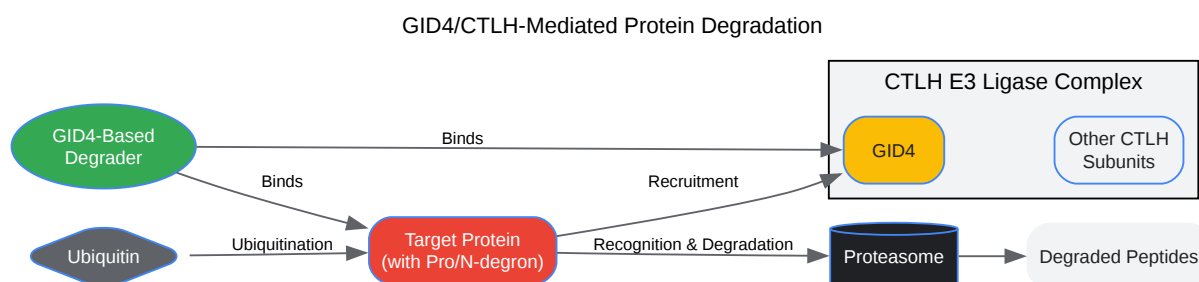 GID4/CTLH-Mediated Protein Degradation
CTLH E3 Ligase Complex
GID4-Based
Degrader
Binds
GID4
Other CTLH
Subunits
Binds
Recruitment
Ubiquitin
Ubiquitination
Target Protein
(with Pro/N-degron)
Recognition & Degradation
Proteasome
Degraded Peptides